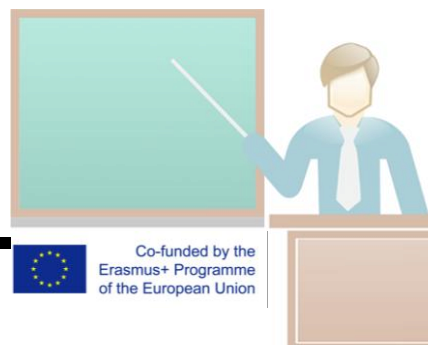 Co-funded by the
Erasmus+ Programme
of the European Union